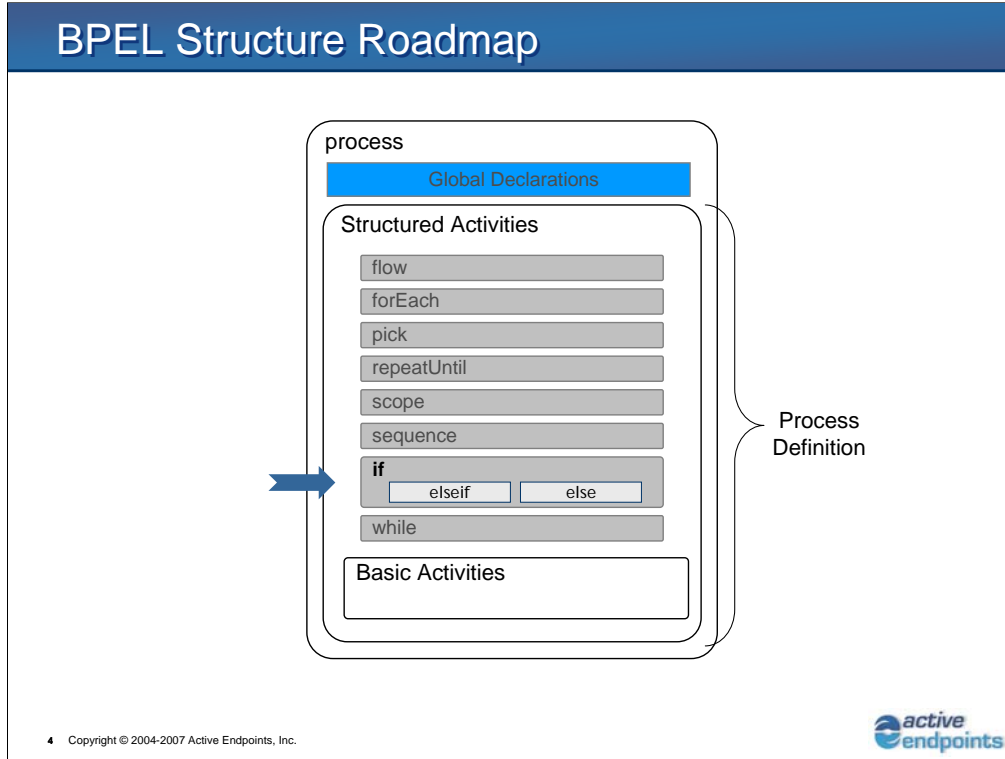 BPEL Structure Roadmap
process
Global Declarations
Structured Activities
flow
forEach
pick
repeatUntil
scope
sequence
if
elseif else
while
Basic Activities
Process
Definition
4 Copyright © 2004-2007 Active Endpoints, Inc.
active
endpoints